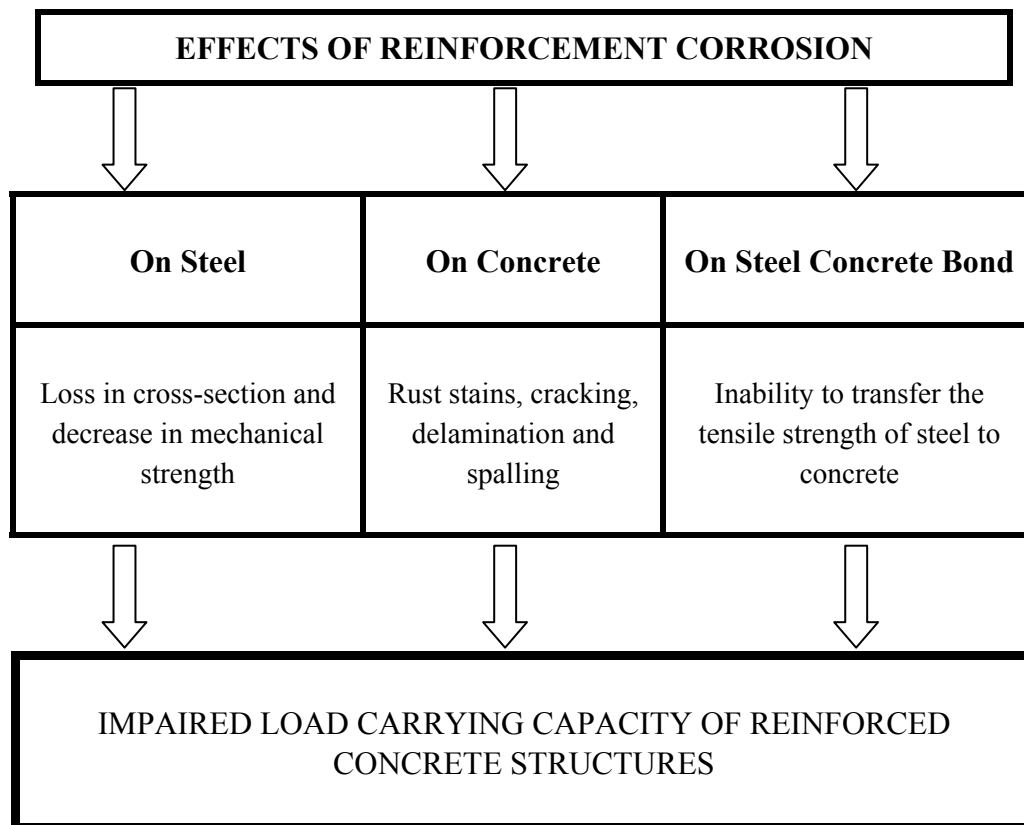 EFFECTS OF REINFORCEMENT CORROSION
On Steel
On Concrete
On Steel Concrete Bond
Loss in cross-section and
decrease in mechanical
strength
Rust stains, cracking,
delamination and
spalling
Inability to transfer the
tensile strength of steel to
concrete
IMPAIRED LOAD CARRYING CAPACITY OF REINFORCED
CONCRETE STRUCTURES